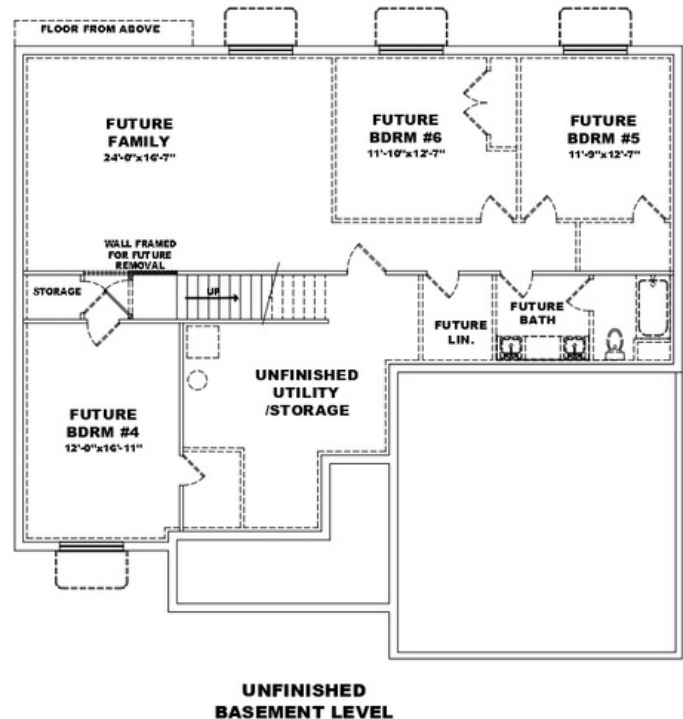 FLOOR FROM ABOVE
FUTURE
FAMILY
24'-0"x16'-7"
FUTURE
BDRM #6
11'-10"x12'-7"
FUTURE
BDRM #5
11'-9"x12'-7"
WALL FRAMED
FOR FUTURE
REMOVAL
STORAGE
UP
FUTURE
BATH
FUTURE
LIN.
UNFINISHED
UTILITY
/STORAGE
FUTURE
BDRM #4
12'-0"x16'-11"
UNFINISHED
BASEMENT LEVEL